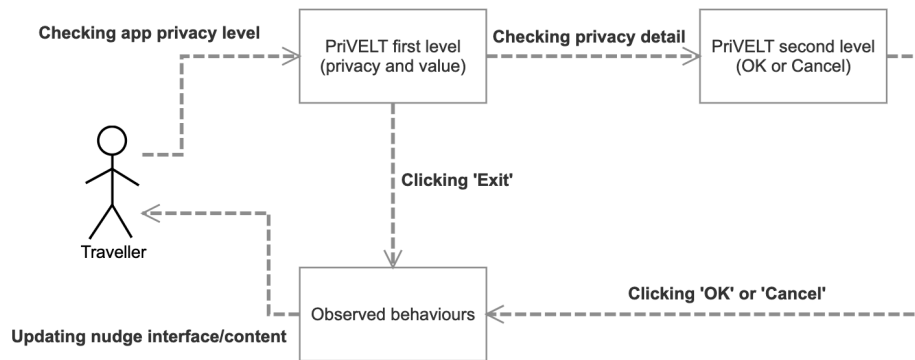 Checking app privacy level
PriVELT first level
(privacy and value)
Checking privacy detail
PriVELT second level
(OK or Cancel)
Clicking 'Exit'
Traveller
Clicking 'OK' or 'Cancel'
Observed behaviours
Updating nudge interface/content